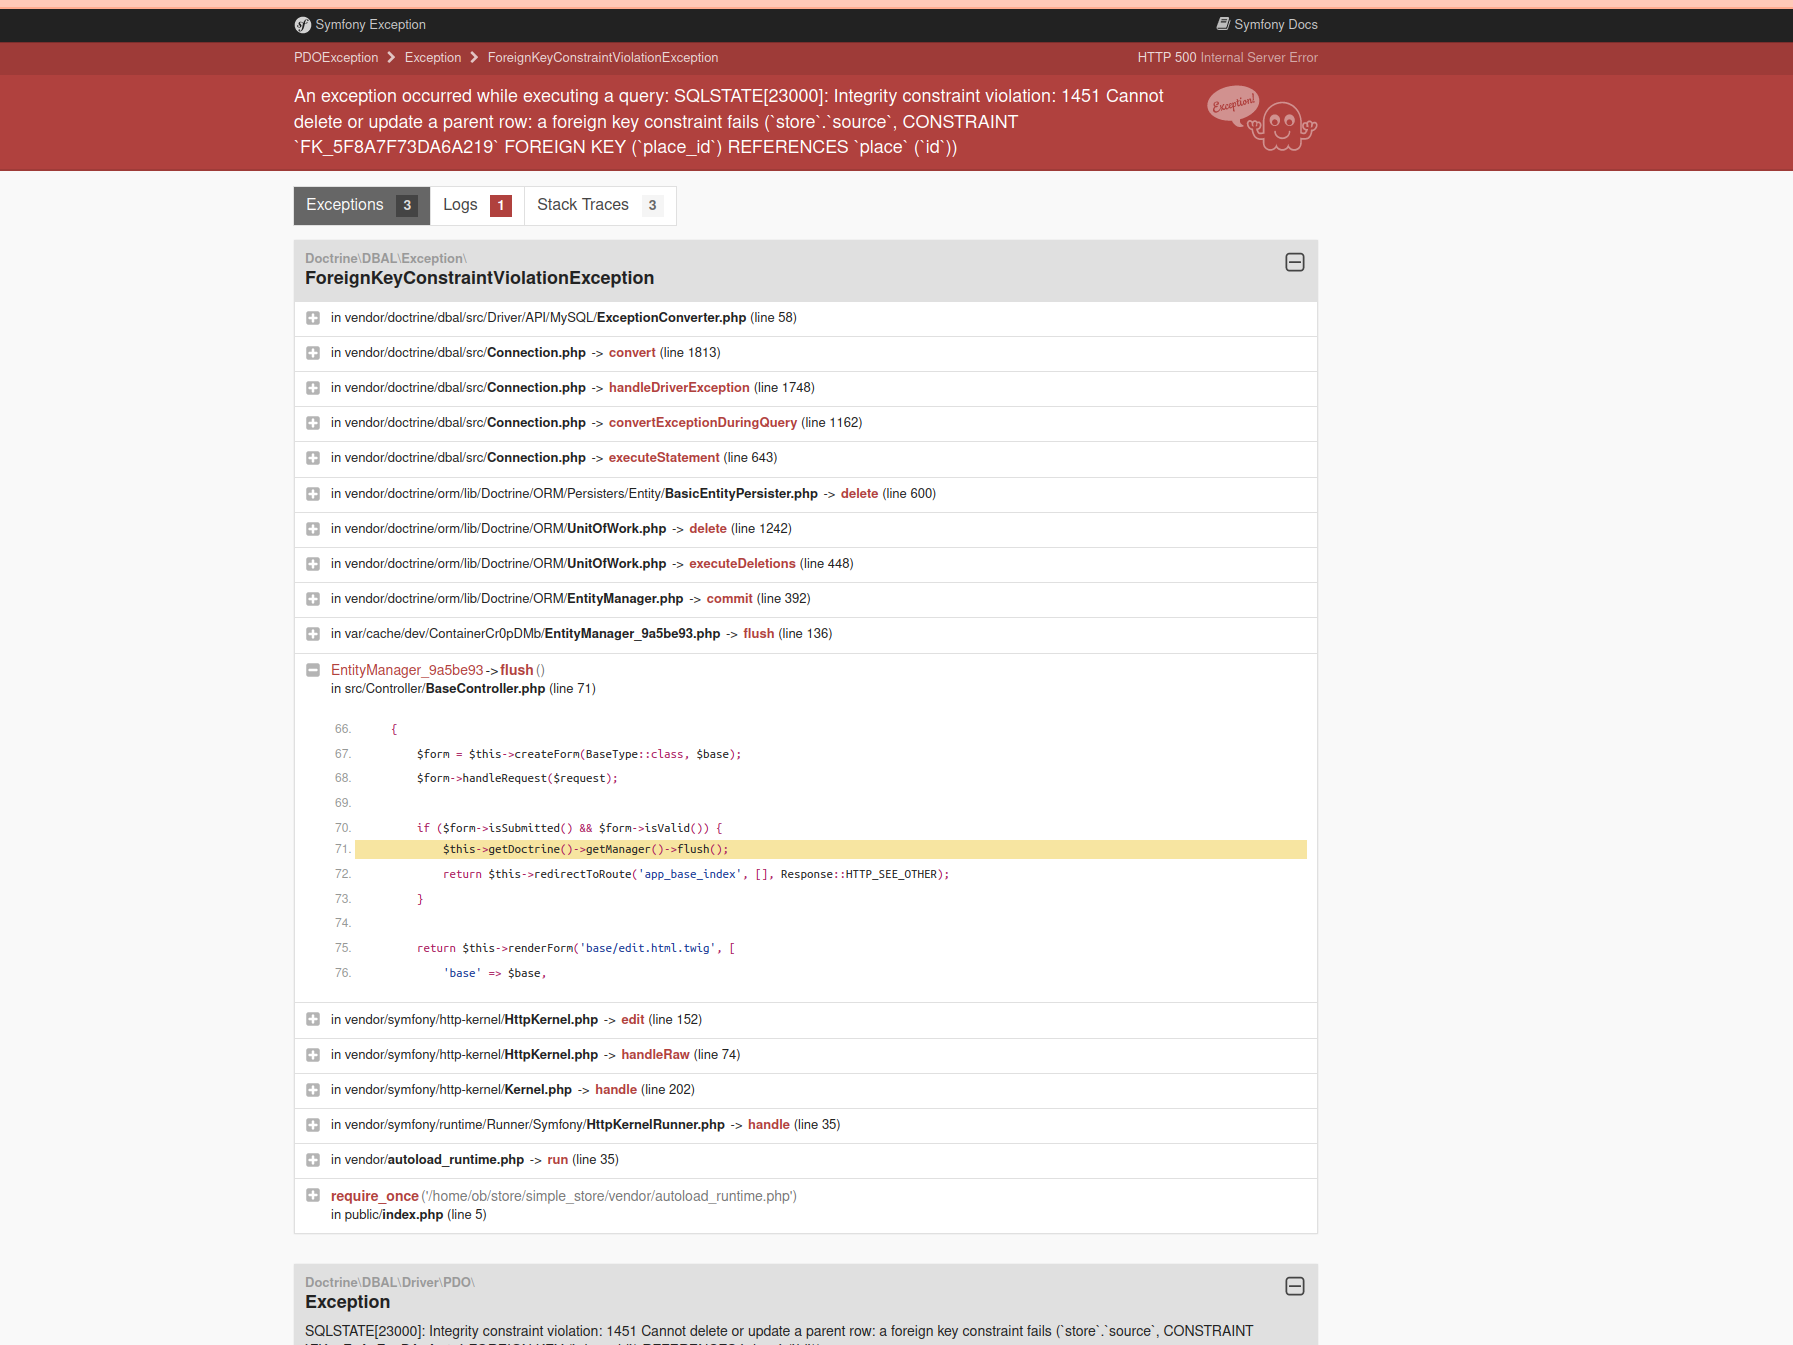 Symfony Exception
Symfony Docs
PDOException Exception ForeignKeyConstraintViolationException
HTTP 500 Internal Server Error
An exception occurred while executing a query: SQLSTATE[23000]: Integrity constraint violation: 1451 Cannot
delete or update a parent row: a foreign key constraint fails (`store`.`source`, CONSTRAINT
`FK_5F8A7F73DA6A219` FOREIGN KEY (`place_id`) REFERENCES `place` (`id`))
Exception!
Exceptions 3 Logs 1 Stack Traces 3
Doctrine\DBAL\Exception\
ForeignKeyConstraintViolationException
in vendor/doctrine/dbal/src/Driver/API/MySQL/ExceptionConverter.php (line 58)
in vendor/doctrine/dbal/src/Connection.php -> convert (line 1813)
in vendor/doctrine/dbal/src/Connection.php -> handleDriverException (line 1748)
in vendor/doctrine/dbal/src/Connection.php -> convertExceptionDuringQuery (line 1162)
in vendor/doctrine/dbal/src/Connection.php -> executeStatement (line 643)
in vendor/doctrine/orm/lib/Doctrine/ORM/Persisters/Entity/BasicEntityPersister.php -> delete (line 600)
in vendor/doctrine/orm/lib/Doctrine/ORM/UnitOfWork.php -> delete (line 1242)
in vendor/doctrine/orm/lib/Doctrine/ORM/UnitOfWork.php -> executeDeletions (line 448)
in vendor/doctrine/orm/lib/Doctrine/ORM/EntityManager.php -> commit (line 392)
in var/cache/dev/ContainerCr0pDMb/EntityManager_9a5be93.php -> flush (line 136)
EntityManager_9a5be93->flush()
in src/Controller/BaseController.php (line 71)
66. {
67. $form = $this->createForm(BaseType::class, $base);
68. $form->handleRequest($request);
69.
70. if ($form->isSubmitted() && $form->isValid()) {
71. $this->getDoctrine()->getManager()->flush();
72. return $this->redirectToRoute('app_base_index', [], Response::HTTP_SEE_OTHER);
73. }
74.
75. return $this->renderForm('base/edit.html.twig', [
76. 'base' => $base,
in vendor/symfony/http-kernel/HttpKernel.php -> edit (line 152)
in vendor/symfony/http-kernel/HttpKernel.php -> handleRaw (line 74)
in vendor/symfony/http-kernel/Kernel.php -> handle (line 202)
in vendor/symfony/runtime/Runner/Symfony/HttpKernelRunner.php -> handle (line 35)
in vendor/autoload_runtime.php -> run (line 35)
require_once('/home/ob/store/simple_store/vendor/autoload_runtime.php')
in public/index.php (line 5)
Doctrine\DBAL\Driver\PDO\
Exception
SQLSTATE[23000]: Integrity constraint violation: 1451 Cannot delete or update a parent row: a foreign key constraint fails (`store`.`source`, CONSTRAINT